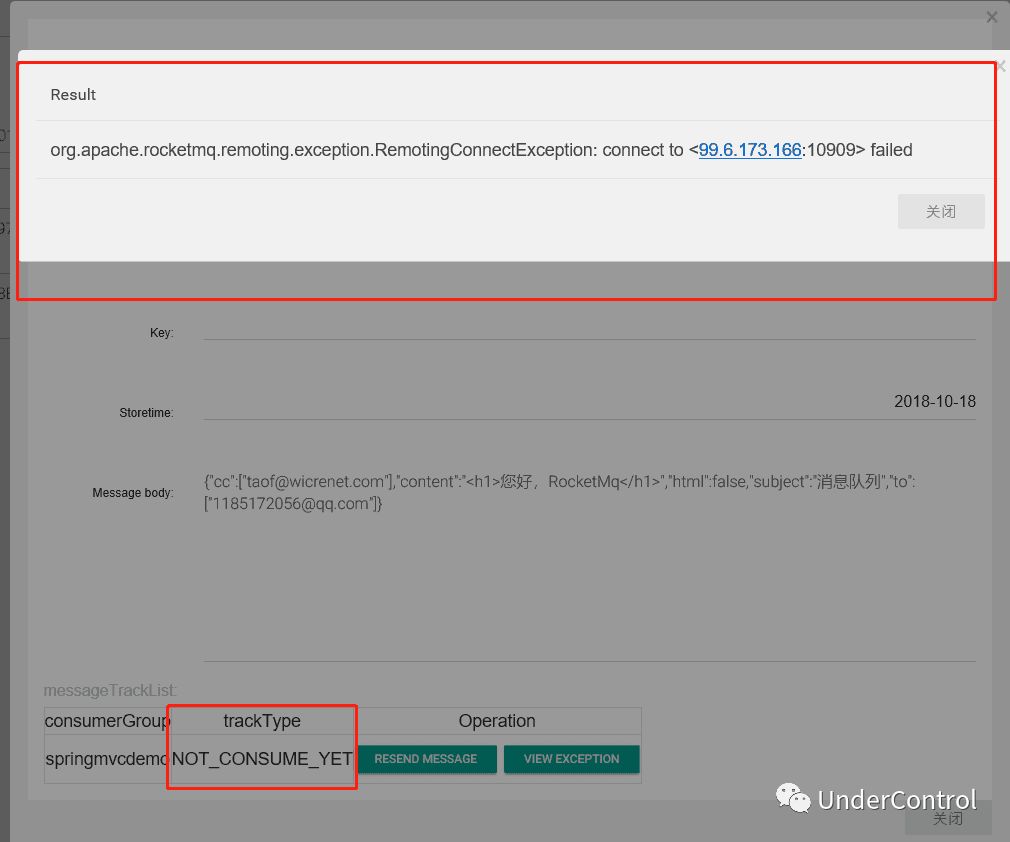 ×
×
Result
org.apache.rocketmq.remoting.exception.RemotingConnectException: connect to <99.6.173.166:10909> failed
关闭
Key:
Storetime:
2018-10-18
Message body:
{"cc":["taof@wicrenet.com"],"content":"<h1>您好，RocketMq</h1>","html":false,"subject":"消息队列","to":
["1185172056@qq.com"]}
messageTrackList:
consumerGroup trackType Operation
springmvcdemo NOT_CONSUME_YET RESEND MESSAGE VIEW EXCEPTION
UnderControl
关闭